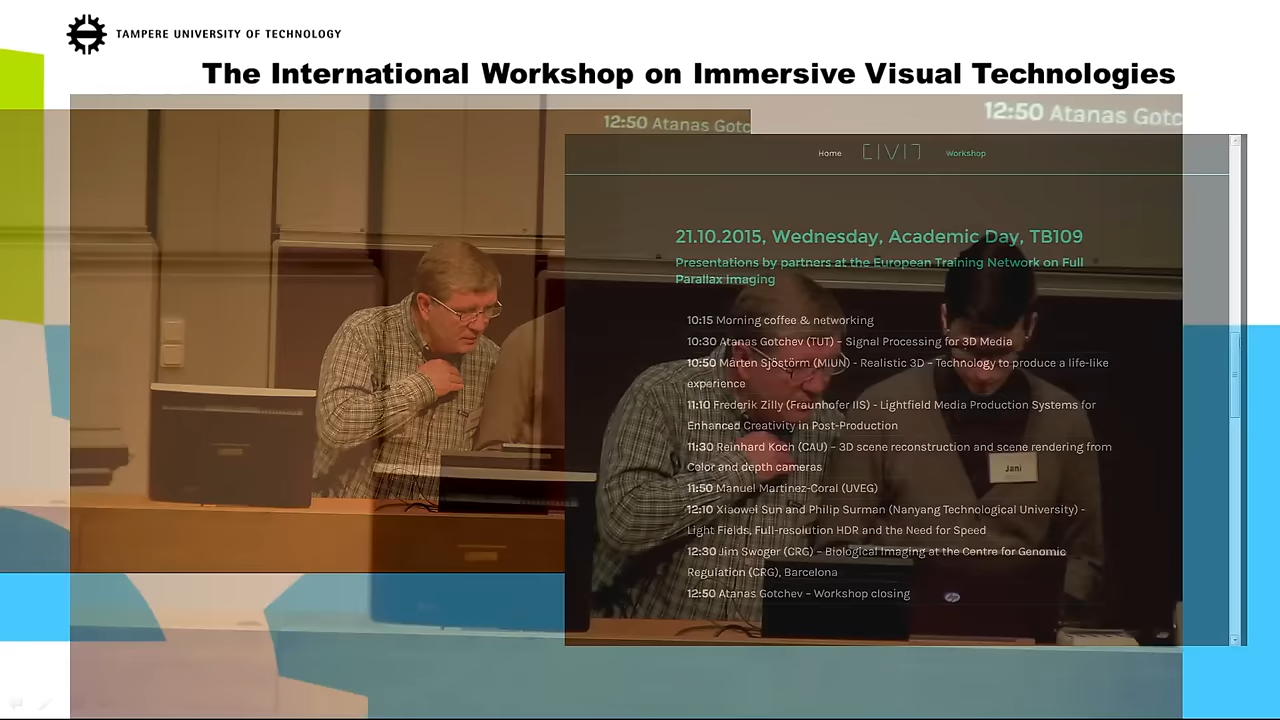 TAMPERE UNIVERSITY OF TECHNOLOGY
The International Workshop on Immersive Visual Technologies
12:50 Atanas Gotc
12:50 Atanas Gotc
Home CIVIT Workshop
21.10.2015, Wednesday, Academic Day, TB109
Presentations by partners at the European Training Network on Full
Parallax imaging
10:15 Morning coffee & networking
10:30 Atanas Gotchev (TUT) – Signal Processing for 3D Media
10:50 Mårten Sjöstörm (MIUN) - Realistic 3D – Technology to produce a life-like
experience
11:10 Frederik Zilly (Fraunhofer IIS) - Lightfield Media Production Systems for
Enhanced Creativity in Post-Production
11:30 Reinhard Koch (CAU) – 3D scene reconstruction and scene rendering from
Color and depth cameras
11:50 Manuel Martinez-Coral (UVEG)
12:10 Xiaowei Sun and Philip Surman (Nanyang Technological University) -
Light Fields, Full-resolution HDR and the Need for Speed
12:30 Jim Swoger (CRG) – Biological Imaging at the Centre for Genomic
Regulation (CRG), Barcelona
12:50 Atanas Gotchev – Workshop closing
Jani
hp